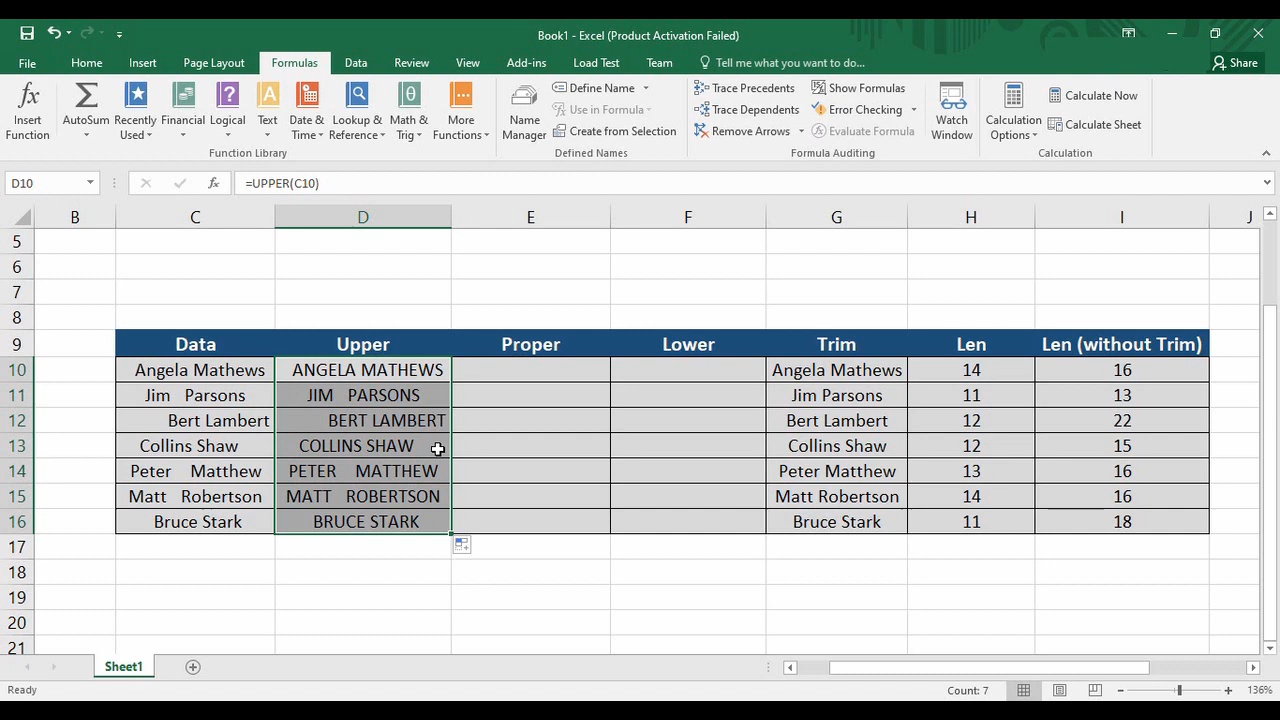 Book1 - Excel (Product Activation Failed)
File Home Insert Page Layout Formulas Data Review View Add-ins Load Test Team Tell me what you want to do... Share
Insert Function
AutoSum
Recently Used
Financial
Logical
Text
Date & Time
Lookup & Reference
Math & Trig
More Functions
Function Library
Name Manager
Define Name
Use in Formula
Create from Selection
Defined Names
Trace Precedents
Trace Dependents
Remove Arrows
Show Formulas
Error Checking
Evaluate Formula
Formula Auditing
Watch Window
Calculation Options
Calculate Now
Calculate Sheet
Calculation
D10 fx =UPPER(C10)
B C D E F G H I J
5
6
7
8
9 Data Upper Proper Lower Trim Len Len (without Trim)
10 Angela Mathews ANGELA MATHEWS Angela Mathews 14 16
11 Jim   Parsons JIM   PARSONS Jim Parsons 11 13
12 Bert Lambert BERT LAMBERT Bert Lambert 12 22
13 Collins Shaw COLLINS SHAW Collins Shaw 12 15
14 Peter    Matthew PETER    MATTHEW Peter Matthew 13 16
15 Matt   Robertson MATT   ROBERTSON Matt Robertson 14 16
16 Bruce Stark BRUCE STARK Bruce Stark 11 18
17
18
19
20
21
Sheet1
Ready Count: 7 136%